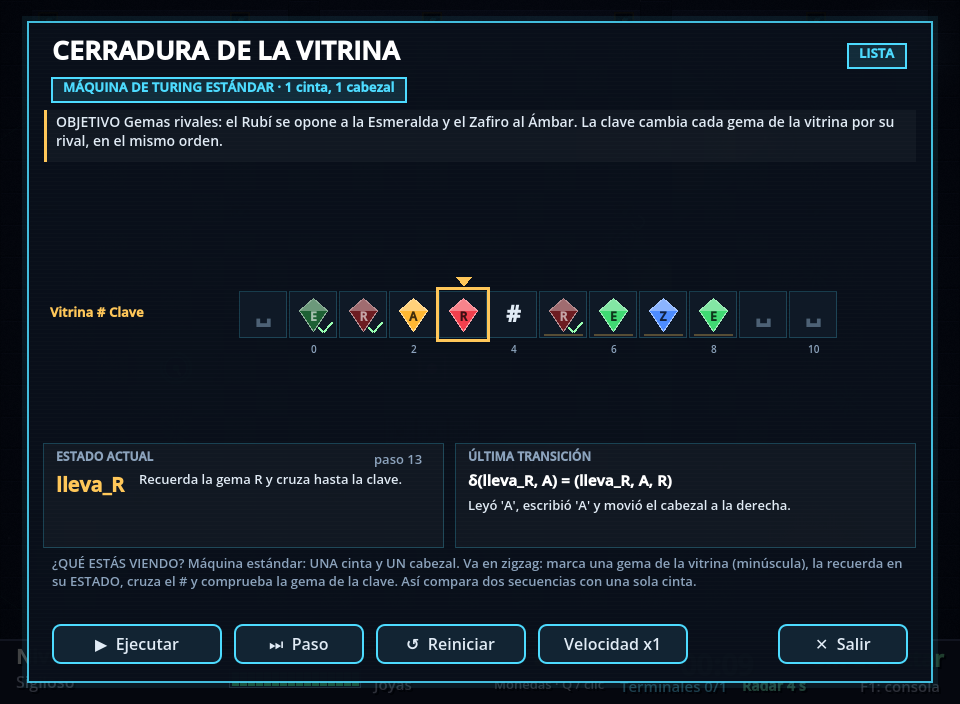 CERRADURA DE LA VITRINA
LISTA
MÁQUINA DE TURING ESTÁNDAR · 1 cinta, 1 cabezal
OBJETIVO Gemas rivales: el Rubí se opone a la Esmeralda y el Zafiro al Ámbar. La clave cambia cada gema de la vitrina por su
rival, en el mismo orden.
Vitrina # Clave
␣ E R A R # R E Z E ␣ ␣
0 2 4 6 8 10
ESTADO ACTUAL
paso 13
lleva_R Recuerda la gema R y cruza hasta la clave.
ÚLTIMA TRANSICIÓN
δ(lleva_R, A) = (lleva_R, A, R)
Leyó 'A', escribió 'A' y movió el cabezal a la derecha.
¿QUÉ ESTÁS VIENDO? Máquina estándar: UNA cinta y UN cabezal. Va en zigzag: marca una gema de la vitrina (minúscula), la recuerda en
su ESTADO, cruza el # y comprueba la gema de la clave. Así compara dos secuencias con una sola cinta.
▶ Ejecutar
⏭ Paso
↺ Reiniciar
Velocidad x1
✕ Salir
Sigiloso
Joyas
Monedas · Q / clic
Terminales 0/1
Radar 4 s
F1: consola